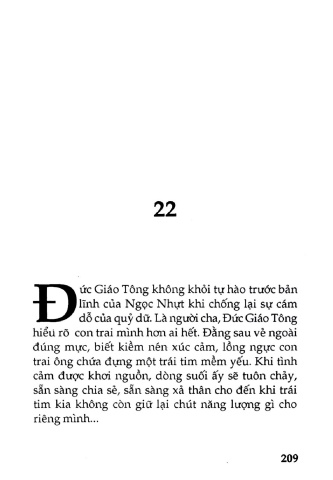 22
Đức Giáo Tông không khỏi tự hào trước bản
lĩnh của Ngọc Nhựt khi chống lại sự cám
dỗ của quỷ dữ. Là người cha, Đức Giáo Tông
hiểu rõ con trai mình hơn ai hết. Đằng sau vẻ ngoài
đúng mực, biết kiềm nén xúc cảm, lồng ngực con
trai ông chứa đựng một trái tim mềm yếu. Khi tình
cảm được khơi nguồn, dòng suối ấy sẽ tuôn chảy,
sẵn sàng chia sẻ, sẵn sàng xả thân cho đến khi trái
tim kia không còn giữ lại chút năng lượng gì cho
riêng mình...
209